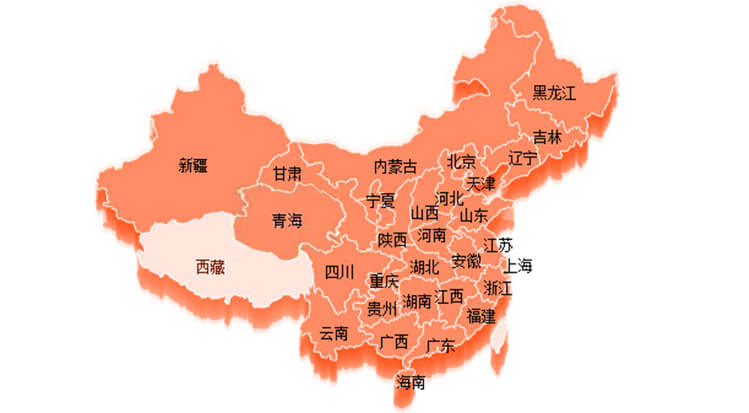 黑龙江
吉林
辽宁
北京
内蒙古
新疆
甘肃
天津
宁夏
河北
山西
山东
青海
河南
陕西
江苏
安徽
上海
西藏
湖北
四川
重庆
浙江
江西
湖南
贵州
福建
云南
广西
广东
海南